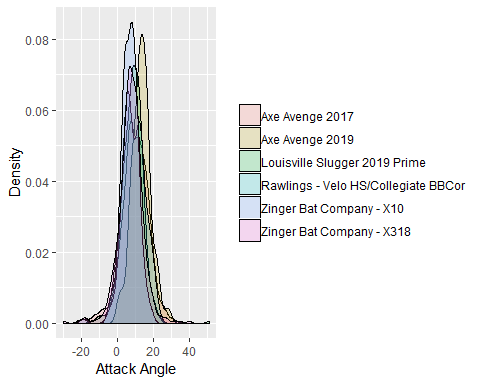 0.08
0.06
0.04
0.02
0.00
Density
-20
0
20
40
Attack Angle
Axe Avenge 2017
Axe Avenge 2019
Louisville Slugger 2019 Prime
Rawlings - Velo HS/Collegiate BBCor
Zinger Bat Company - X10
Zinger Bat Company - X318